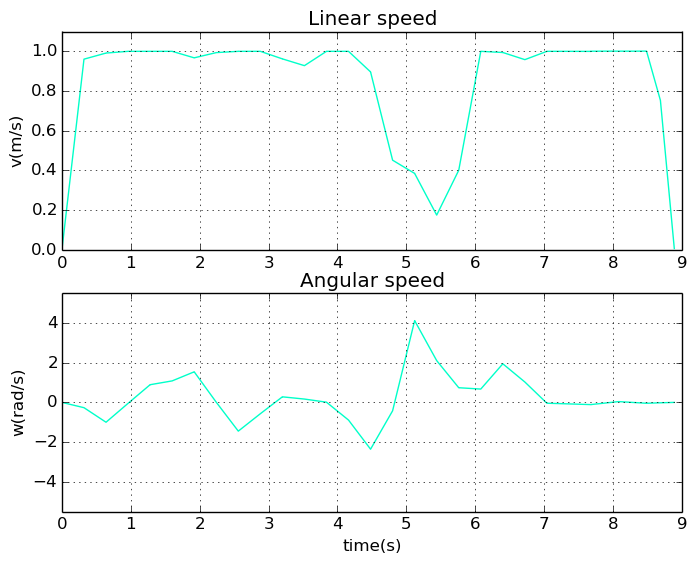 Linear speed
1.0
0.8
0.6
0.4
0.2
0.0
v(m/s)
0 1 2 3 4 5 6 7 8 9
Angular speed
4
2
0
−2
−4
w(rad/s)
0 1 2 3 4 5 6 7 8 9
time(s)